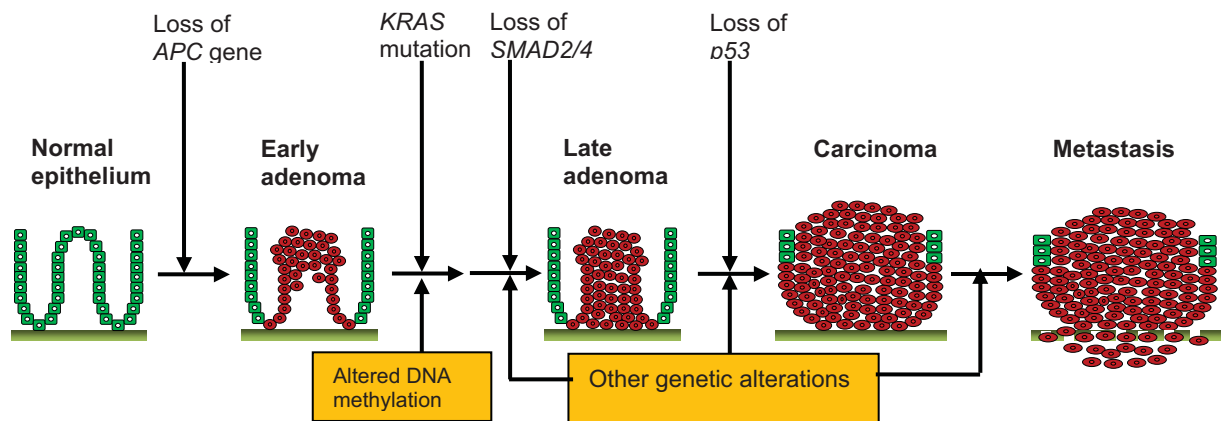 Loss of
APC gene
KRAS
mutation
Loss of
SMAD2/4
Loss of
p53
Normal
epithelium
Early
adenoma
Late
adenoma
Carcinoma
Metastasis
Altered DNA
methylation
Other genetic alterations